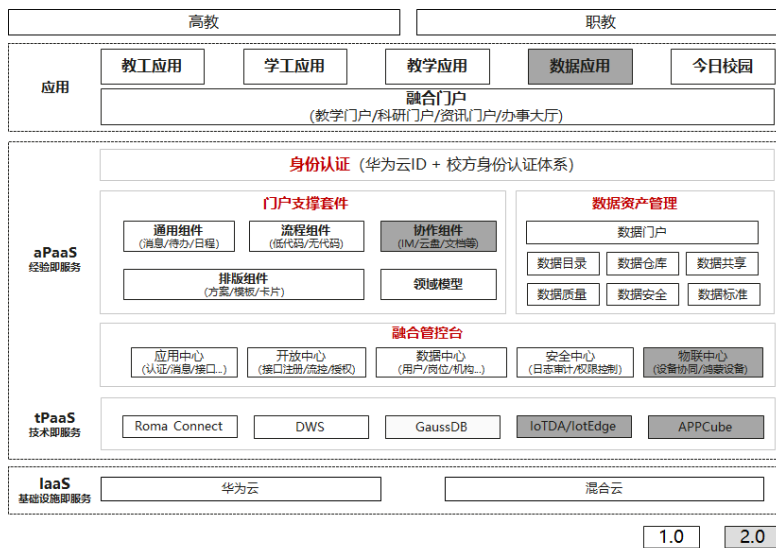 高教
职教
应用
教工应用
学工应用
教学应用
数据应用
今日校园
融合门户
(教学门户/科研门户/资讯门户/办事大厅)
aPaaS
经验即服务
身份认证（华为云ID + 校方身份认证体系）
门户支撑套件
通用组件
(消息/待办/日程)
流程组件
(低代码/无代码)
协作组件
(IM/云盘/文档等)
排版组件
(方案/模板/卡片)
领域模型
数据资产管理
数据门户
数据目录
数据仓库
数据共享
数据质量
数据安全
数据标准
融合管控台
应用中心
(认证/消息/接口...)
开放中心
(接口注册/流控/授权)
数据中心
(用户/岗位/机构...)
安全中心
(日志审计/权限控制)
物联中心
(设备协同/鸿蒙设备)
tPaaS
技术即服务
Roma Connect
DWS
GaussDB
IoTDA/IotEdge
APPCube
IaaS
基础设施即服务
华为云
混合云
1.0
2.0